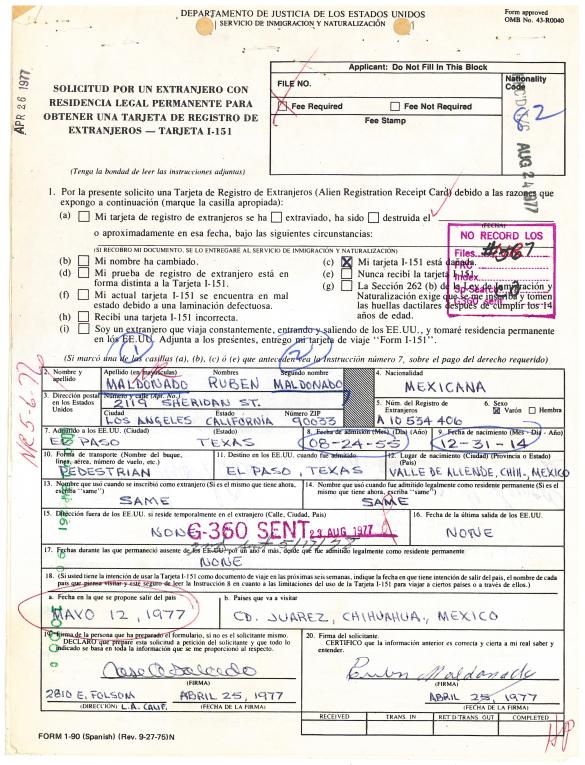 DEPARTAMENTO DE JUSTICIA DE LOS ESTADOS UNIDOS
SERVICIO DE INMIGRACION Y NATURALIZACIÓN
Form approved
OMB No. 43-R0040
APR 26 1977
SOLICITUD POR UN EXTRANJERO CON
RESIDENCIA LEGAL PERMANENTE PARA
OBTENER UNA TARJETA DE REGISTRO DE
EXTRANJEROS — TARJETA I-151
(Tenga la bondad de leer las instrucciones adjuntas)
Applicant: Do Not Fill In This Block
FILE NO.
Nationality
Code
82
Fee Required
Fee Not Required
Fee Stamp
AUG 24 1977
1. Por la presente solicito una Tarjeta de Registro de Extranjeros (Alien Registration Receipt Card) debido a las razones que
expongo a continuación (marque la casilla apropiada):
(a) Mi tarjeta de registro de extranjeros se ha extraviado, ha sido destruida el
(FECHA)
o aproximadamente en esa fecha, bajo las siguientes circunstancias:
(SI RECOBRO MI DOCUMENTO, SE LO ENTREGARE AL SERVICIO DE INMIGRACIÓN Y NATURALIZACIÓN)
(b) Mi nombre ha cambiado.
(c) X Mi tarjeta I-151 está dañada.
(d) Mi prueba de registro de extranjero está en
forma distinta a la Tarjeta I-151.
(e) Nunca recibí la tarjeta I-151.
(f) Mi actual tarjeta I-151 se encuentra en mal
estado debido a una laminación defectuosa.
(g) La Sección 262 (b) de la Ley de Inmigración y
Naturalización exige que se me inscriba y tomen
las huellas dactilares después de cumplir los 14
años de edad.
(h) Recibí una tarjeta I-151 incorrecta.
(i) Soy un extranjero que viaja constantemente, entrando y saliendo de los EE.UU., y tomaré residencia permanente
en los EE.UU. Adjunta a los presentes, entrego mi tarjeta de viaje "Form I-151".
NO RECORD LOS
Files
Index
Sp-Search
G-360 sent
(Si marcó una de las casillas (a), (b), (c) ó (e) que anteceden vea la Instrucción número 7, sobre el pago del derecho requerido)
1
2
NR 5-6-77
2. Nombre y apellido
Apellido (en mayúsculas) Nombres Segundo nombre
MALDONADO RUBEN MALDONADO
4. Nacionalidad
MEXICANA
3. Dirección postal en los Estados Unidos
Número y calle (Apt. No.)
2119 SHERIDAN ST.
Ciudad Estado Número ZIP
LOS ANGELES CALIFORNIA 90033
5. Núm. del Registro de Extranjeros
A 10 534 406
6. Sexo
X Varón Hembra
7. Admitido a los EE.UU. (Ciudad) (Estado)
EL PASO TEXAS
8. Fecha de admisión (Mes, Día) (Año)
08-24-55
9. Fecha de nacimiento (Mes - Día - Año)
12-31-14
10. Forma de transporte (Nombre del buque, línea, aérea, número de vuelo, etc.)
PEDESTRIAN
11. Destino en los EE.UU. cuando fue admitido
EL PASO, TEXAS
12. Lugar de nacimiento (Ciudad) (Provincia o Estado) (País)
VALLE DE ALLENDE, CHIH., MEXICO
13. Nombre que usó cuando se inscribió como extranjero (Si es el mismo que tiene ahora, escriba "same")
SAME
14. Nombre que usó cuando fue admitido legalmente como residente permanente (Si es el mismo que tiene ahora, escriba "same")
SAME
15. Dirección fuera de los EE.UU. si reside temporalmente en el extranjero (Calle, Ciudad, País)
NONE
G-360 SENT 23 AUG. 1977
16. Fecha de la última salida de los EE.UU.
NONE
17. Fechas durante las que permaneció ausente de los EE.UU. por un año o más, desde que fue admitido legalmente como residente permanente
NONE
18. (Si usted tiene la intención de usar la Tarjeta I-151 como documento de viaje en las próximas seis semanas, indique la fecha en que tiene intención de salir del país, el nombre de cada
país que piensa visitar y este seguro de leer la Instrucción 8 en cuanto a las limitaciones del uso de la Tarjeta I-151 para viajar a ciertos países o a través de ellos.)
a. Fecha en la que se propone salir del país
MAYO 12, 1977
b. Países que va a visitar
CD. JUAREZ, CHIHUAHUA, MEXICO
19. Firma de la persona que ha preparado el formulario, si no es el solicitante mismo.
DECLARO que preparé esta solicitud a petición del solicitante y que todo lo
indicado se basa en toda la información que se me proporcionó al respecto.
(FIRMA)
2810 E. FOLSOM ABRIL 25, 1977
(DIRECCIÓN) L.A. CALIF. (FECHA DE LA FIRMA)
20. Firma del solicitante.
CERTIFICO que la información anterior es correcta y cierta a mi real saber y
entender.
Ruben Maldonado
(FIRMA)
ABRIL 25, 1977
(FECHA DE LA FIRMA)
RECEIVED TRANS. IN RET'D/TRANS. OUT COMPLETED
FORM I-90 (Spanish) (Rev. 9-27-75)N